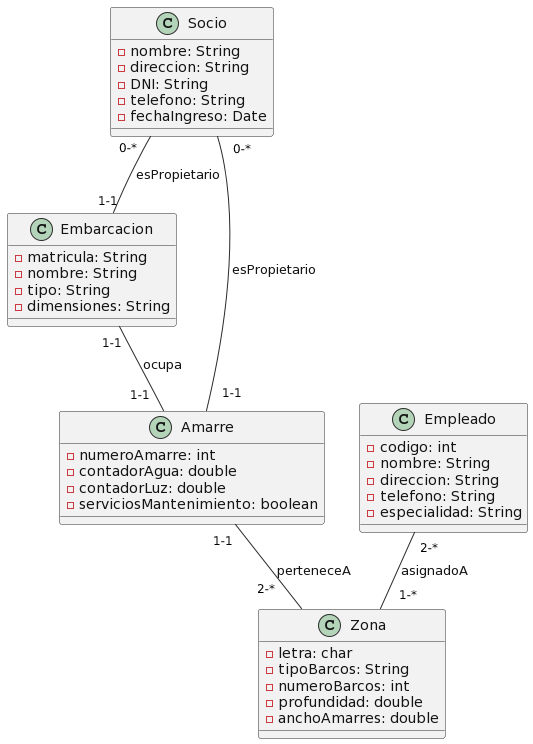 C Socio
nombre: String
direccion: String
DNI: String
telefono: String
fechaIngreso: Date
0-*
0-*
esPropietario
1-1
C Embarcacion
matricula: String
nombre: String
tipo: String
dimensiones: String
esPropietario
1-1
ocupa
1-1
1-1
C Amarre
numeroAmarre: int
contadorAgua: double
contadorLuz: double
serviciosMantenimiento: boolean
C Empleado
codigo: int
nombre: String
direccion: String
telefono: String
especialidad: String
1-1
perteneceA
2-*
2-*
asignadoA
1-*
C Zona
letra: char
tipoBarcos: String
numeroBarcos: int
profundidad: double
anchoAmarres: double